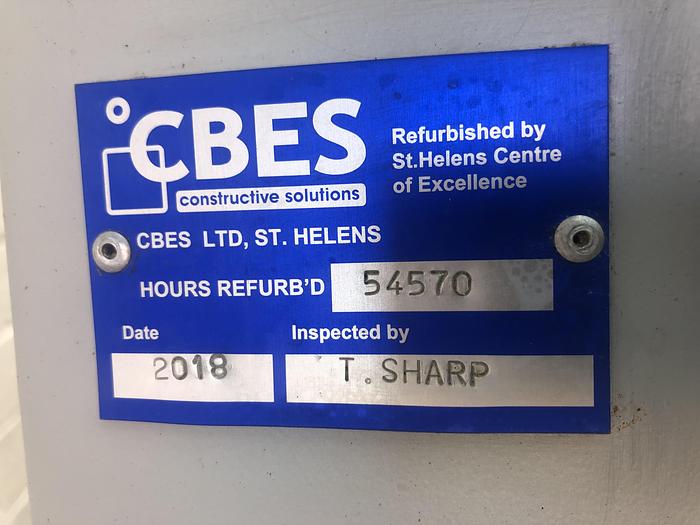 CBES
constructive solutions
Refurbished by
St.Helens Centre
of Excellence
CBES LTD, ST. HELENS
HOURS REFURB'D 54570
Date Inspected by
2018 T. SHARP